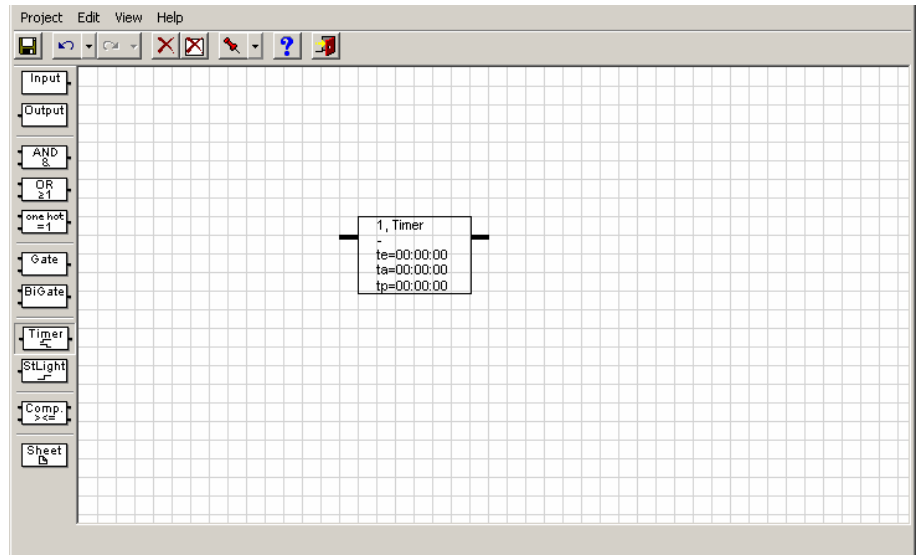 Project Edit View Help
Input
Output
AND
&
OR
≥1
one hot
=1
Gate
BiGate
Timer
StLight
Comp.
><=
Sheet
1, Timer
-
te=00:00:00
ta=00:00:00
tp=00:00:00